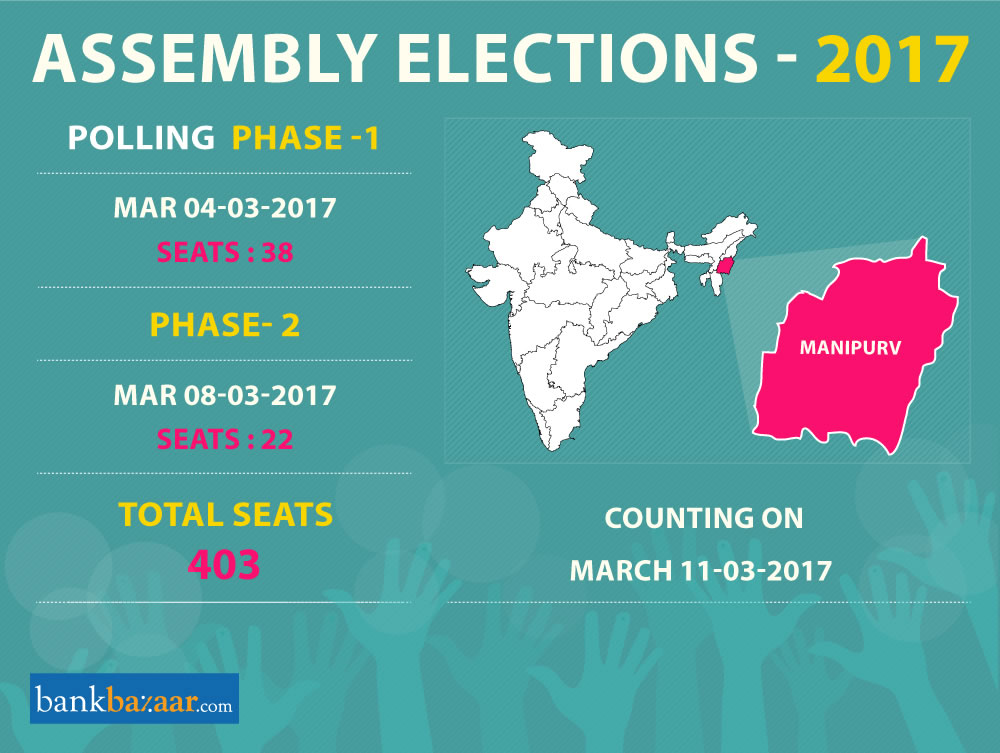 ASSEMBLY ELECTIONS - 2017
POLLING PHASE -1
MAR 04-03-2017
SEATS : 38
PHASE- 2
MAR 08-03-2017
SEATS : 22
TOTAL SEATS
403
MANIPURV
COUNTING ON
MARCH 11-03-2017
bankbazaar.com